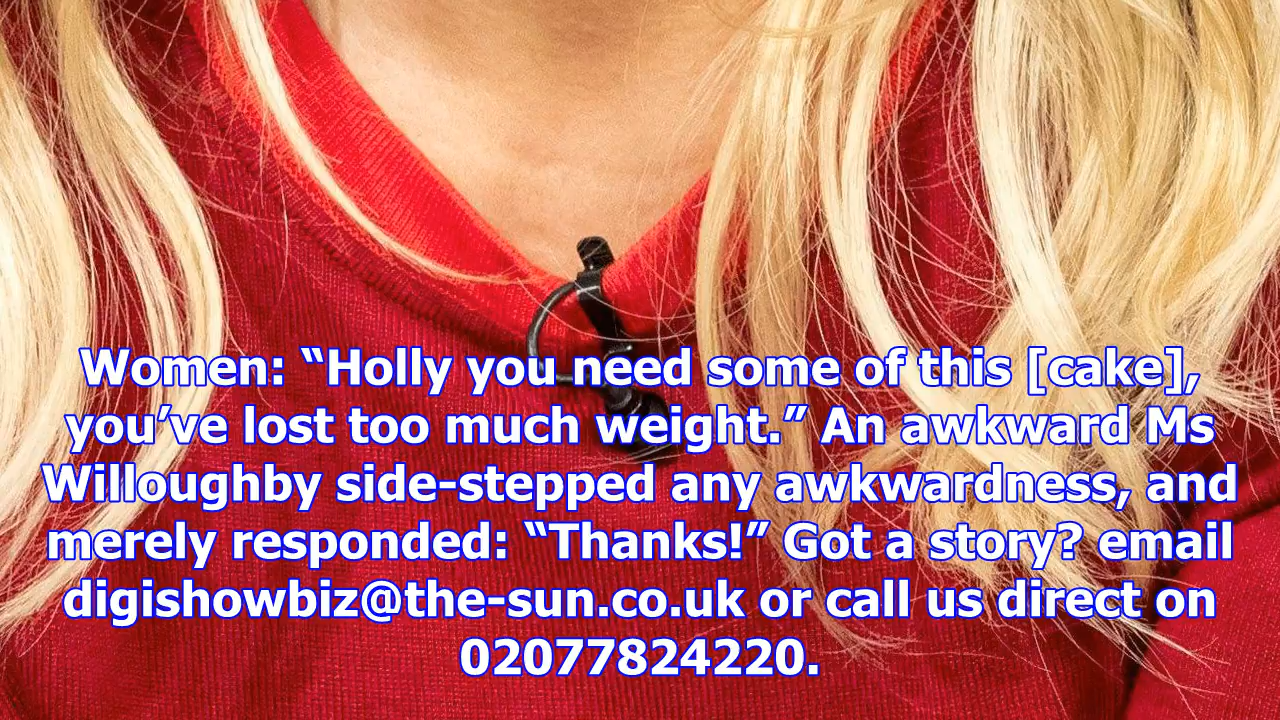 Women: “Holly you need some of this [cake],
you’ve lost too much weight.” An awkward Ms
Willoughby side-stepped any awkwardness, and
merely responded: “Thanks!” Got a story? email
digishowbiz@the-sun.co.uk or call us direct on
02077824220.